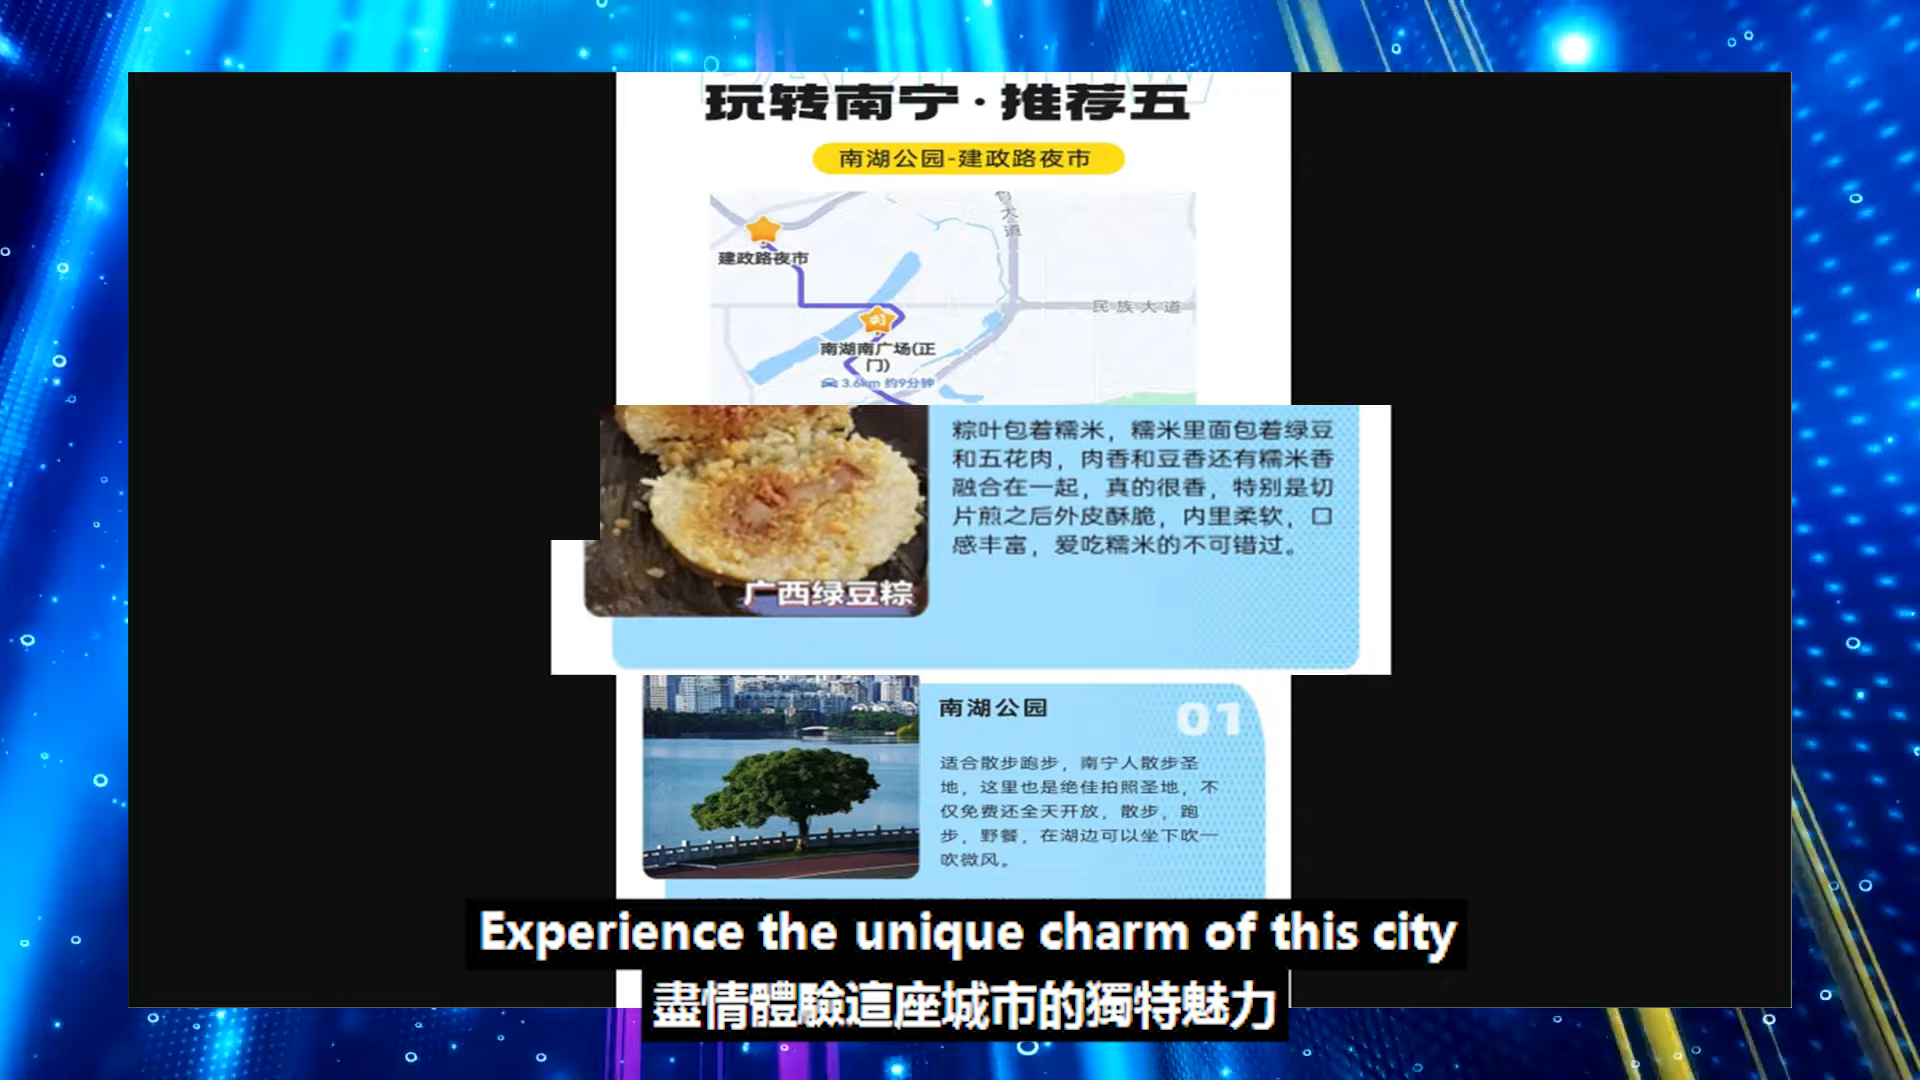 玩转南宁·推荐五
南湖公园-建政路夜市
大
道
建政路夜市
民族大道
南湖南广场(正
门)
3.6km 约9分钟
粽叶包着糯米，糯米里面包着绿豆
和五花肉，肉香和豆香还有糯米香
融合在一起，真的很香，特别是切
片煎之后外皮酥脆，内里柔软，口
感丰富，爱吃糯米的不可错过。
广西绿豆粽
南湖公园
01
适合散步跑步，南宁人散步圣
地，这里也是绝佳拍照圣地，不
仅免费还全天开放，散步，跑
步，野餐，在湖边可以坐下吹一
吹微风。
Experience the unique charm of this city
盡情體驗這座城市的獨特魅力